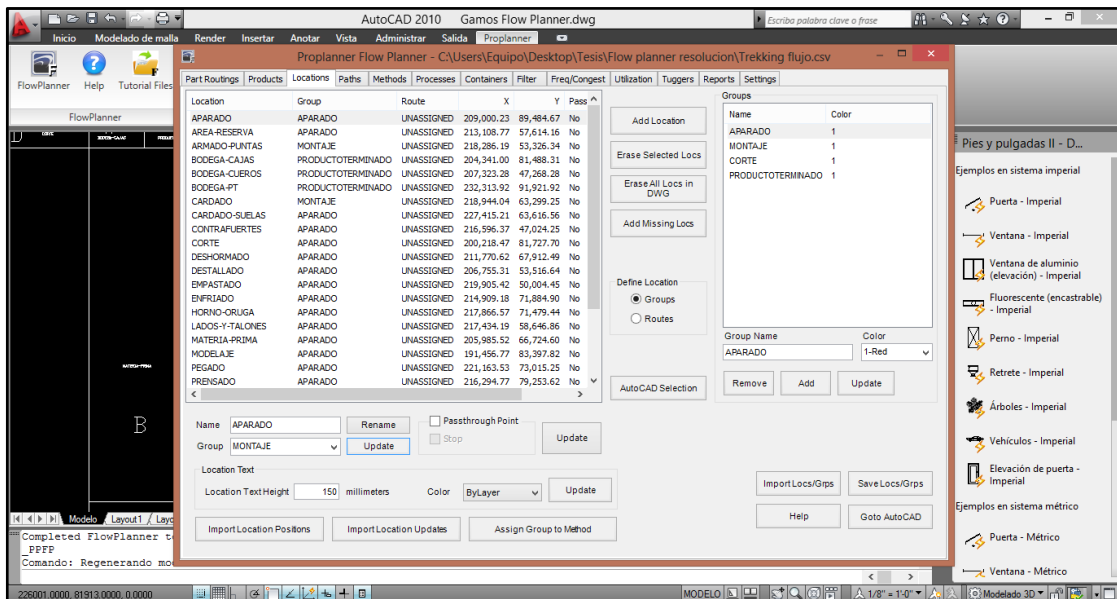 AutoCAD 2010 Gamos Flow Planner.dwg
Escriba palabra clave o frase
Inicio Modelado de malla Render Insertar Anotar Vista Administrar Salida Proplanner
FlowPlanner Help Tutorial Files
FlowPlanner
Proplanner Flow Planner - C:\Users\Equipo\Desktop\Tesis\Flow planner resolucion\Trekking flujo.csv
Part Routings Products Locations Paths Methods Processes Containers Filter Freq/Congest Utilization Tuggers Reports Settings
Location Group Route X Y Pass
APARADO APARADO UNASSIGNED 209,000.23 89,484.67 No
AREA-RESERVA APARADO UNASSIGNED 213,108.77 57,614.16 No
ARMADO-PUNTAS MONTAJE UNASSIGNED 218,286.19 53,326.34 No
BODEGA-CAJAS PRODUCTOTERMINADO UNASSIGNED 204,341.00 81,488.31 No
BODEGA-CUEROS PRODUCTOTERMINADO UNASSIGNED 207,323.28 47,268.28 No
BODEGA-PT PRODUCTOTERMINADO UNASSIGNED 232,313.92 91,921.92 No
CARDADO MONTAJE UNASSIGNED 218,944.04 63,299.25 No
CARDADO-SUELAS APARADO UNASSIGNED 227,415.21 63,616.56 No
CONTRAFUERTES APARADO UNASSIGNED 216,596.37 47,024.25 No
CORTE APARADO UNASSIGNED 200,218.47 81,727.70 No
DESHORMADO APARADO UNASSIGNED 211,770.62 67,912.49 No
DESTALLADO APARADO UNASSIGNED 206,755.31 53,516.64 No
EMPASTADO APARADO UNASSIGNED 219,905.42 50,004.45 No
ENFRIADO APARADO UNASSIGNED 214,909.18 71,884.90 No
HORNO-ORUGA APARADO UNASSIGNED 217,866.57 71,479.44 No
LADOS-Y-TALONES APARADO UNASSIGNED 217,434.19 58,646.86 No
MATERIA-PRIMA APARADO UNASSIGNED 205,985.52 66,724.60 No
MODELAJE APARADO UNASSIGNED 191,456.77 83,397.82 No
PEGADO APARADO UNASSIGNED 221,163.53 73,015.25 No
PRENSADO APARADO UNASSIGNED 216,294.77 79,253.62 No
Add Location
Erase Selected Locs
Erase All Locs in DWG
Add Missing Locs
Define Location
Groups
Routes
AutoCAD Selection
Groups
Name Color
APARADO 1
MONTAJE 1
CORTE 1
PRODUCTOTERMINADO 1
Group Name Color
APARADO 1-Red
Remove Add Update
Name APARADO Rename
Group MONTAJE Update
Passthrough Point
Stop
Update
Location Text
Location Text Height 150 millimeters Color ByLayer Update
Import Location Positions Import Location Updates Assign Group to Method
Import Locs/Grps Save Locs/Grps
Help Goto AutoCAD
Pies y pulgadas II - D...
Ejemplos en sistema imperial
Puerta - Imperial
Ventana - Imperial
Ventana de aluminio (elevación) - Imperial
Fluorescente (encastrable) - Imperial
Perno - Imperial
Retrete - Imperial
Árboles - Imperial
Vehículos - Imperial
Elevación de puerta - Imperial
Ejemplos en sistema métrico
Puerta - Métrico
Ventana - Métrico
B
Modelo Layout1 Layo
Completed FlowPlanner to
_PPFP
Comando: Regenerando mo
226001.0000, 81913.0000, 0.0000
MODELO 1/8" = 1'-0" Modelado 3D